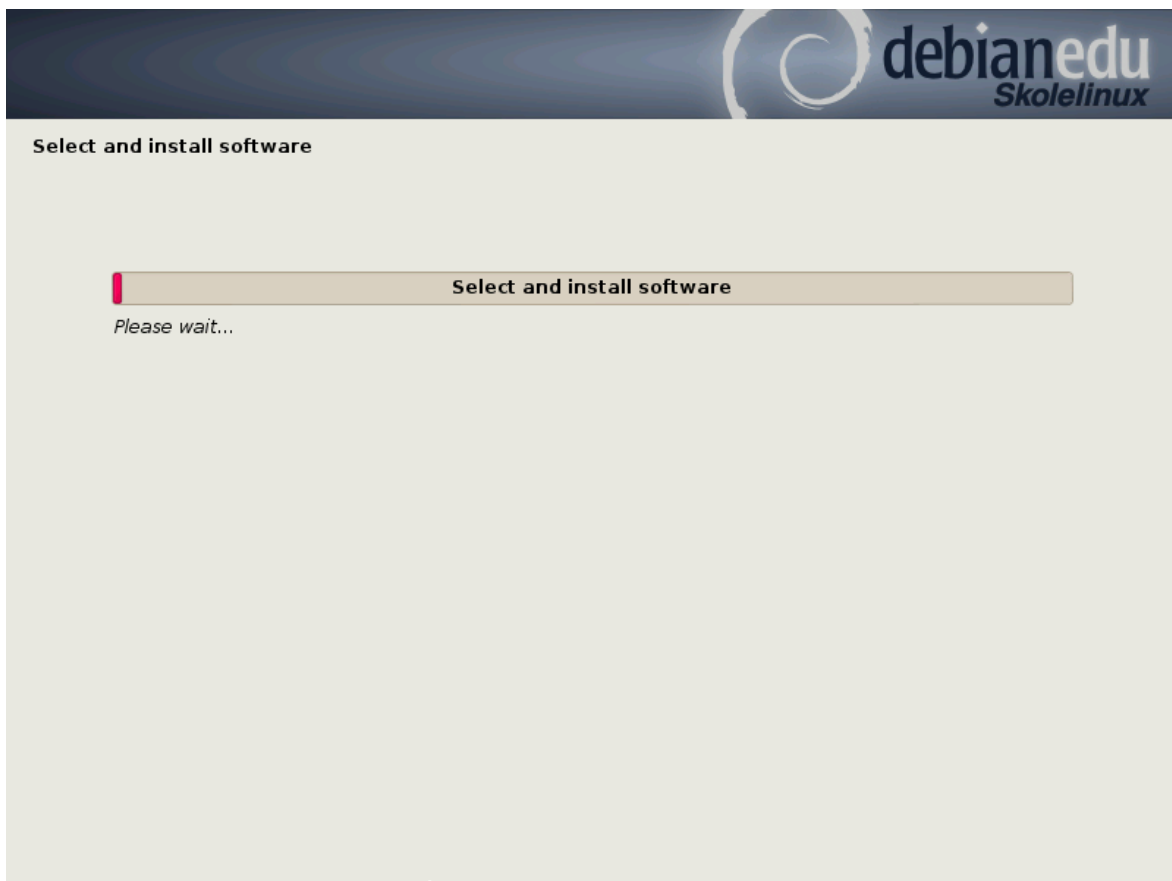 debianedu
Skolelinux
Select and install software
Select and install software
Please wait...